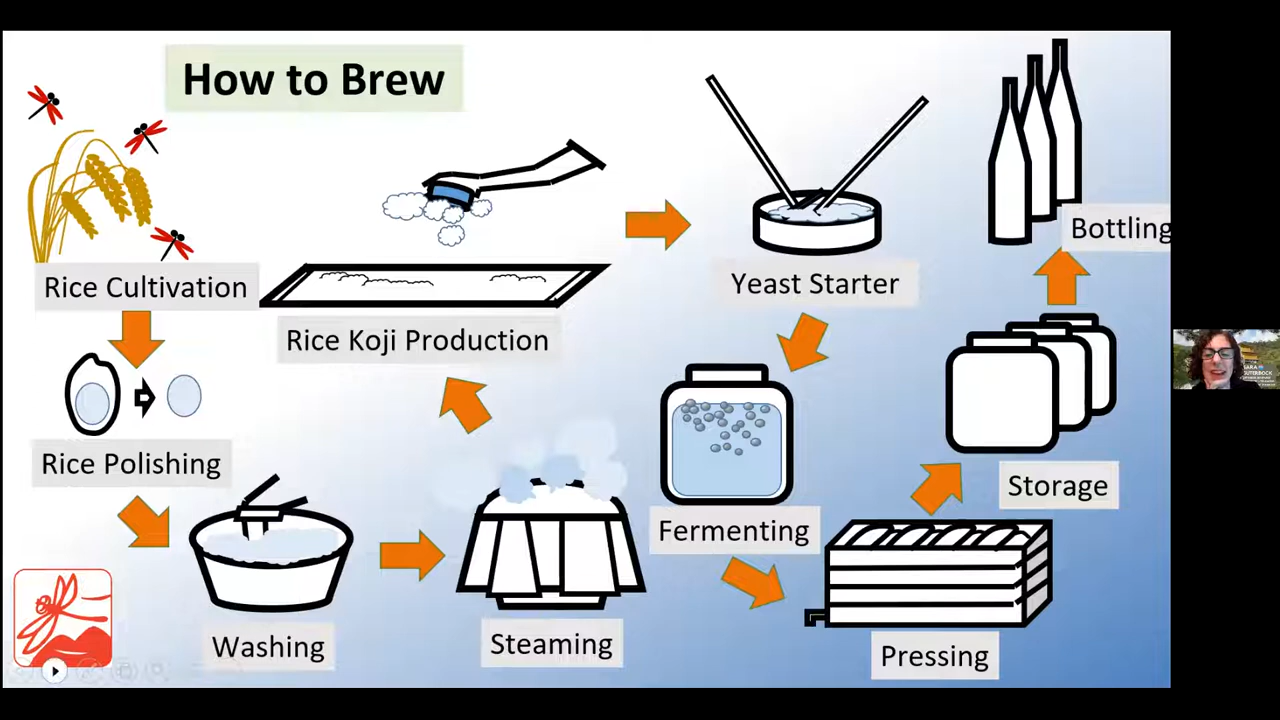 How to Brew
Rice Cultivation
Rice Polishing
Washing
Steaming
Rice Koji Production
Yeast Starter
Fermenting
Pressing
Storage
Bottling